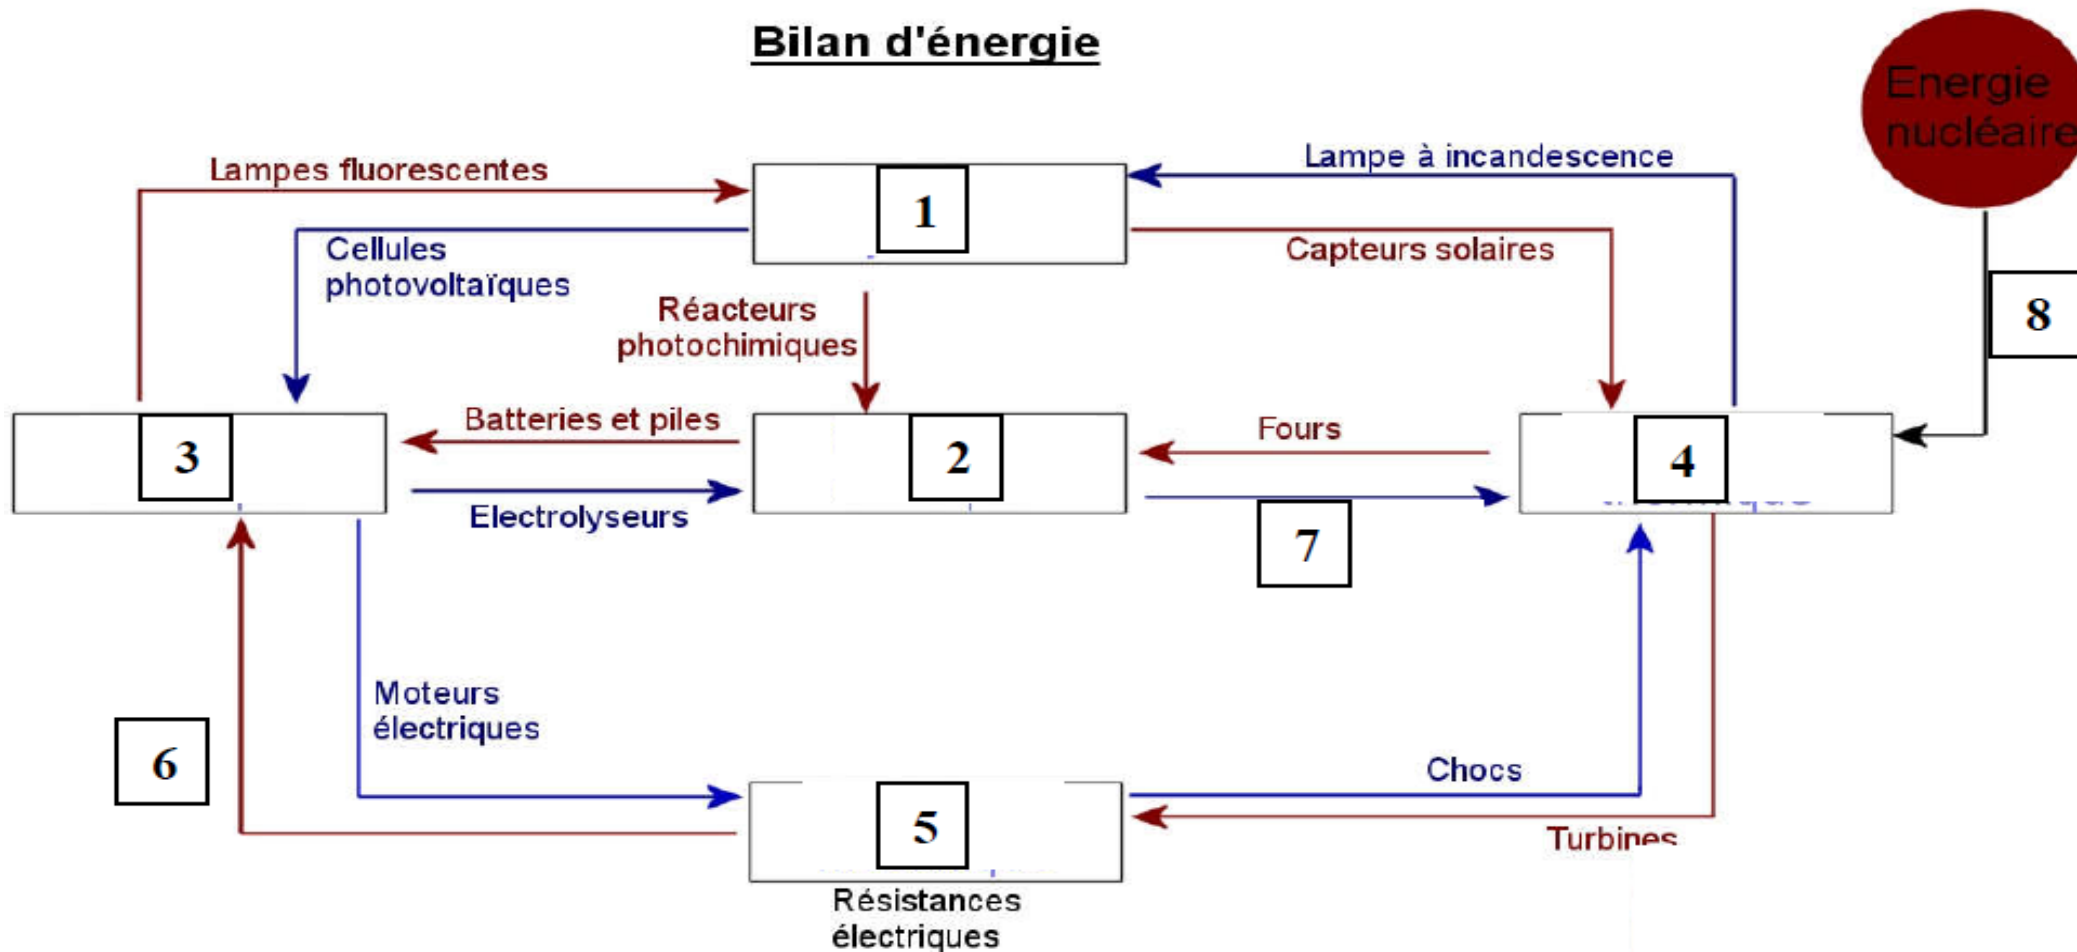 Bilan d'énergie
Energie
nucléaire
Lampes fluorescentes
Lampe à incandescence
1
Cellules
photovoltaïques
Capteurs solaires
Réacteurs
photochimiques
8
3
Batteries et piles
2
Fours
4
Electrolyseurs
7
Moteurs
électriques
6
5
Chocs
Turbines
Résistances
électriques